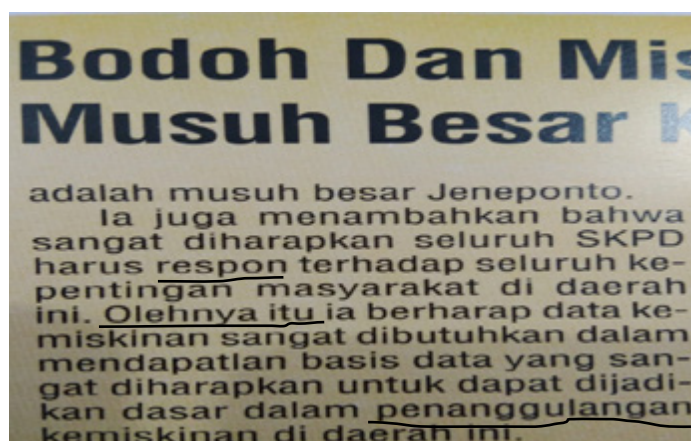 Bodoh Dan
Musuh Besar
adalah musuh besar Jeneponto.
Ia juga menambahkan bahwa
sangat diharapkan seluruh SKPD
harus respon terhadap seluruh ke-
pentingan masyarakat di daerah
ini. Olehnya itu ia berharap data ke-
miskinan sangat dibutuhkan dalam
mendapatlan basis data yang san-
gat diharapkan untuk dapat dijadi-
kan dasar dalam penanggulangan
kemiskinan di daerah ini.